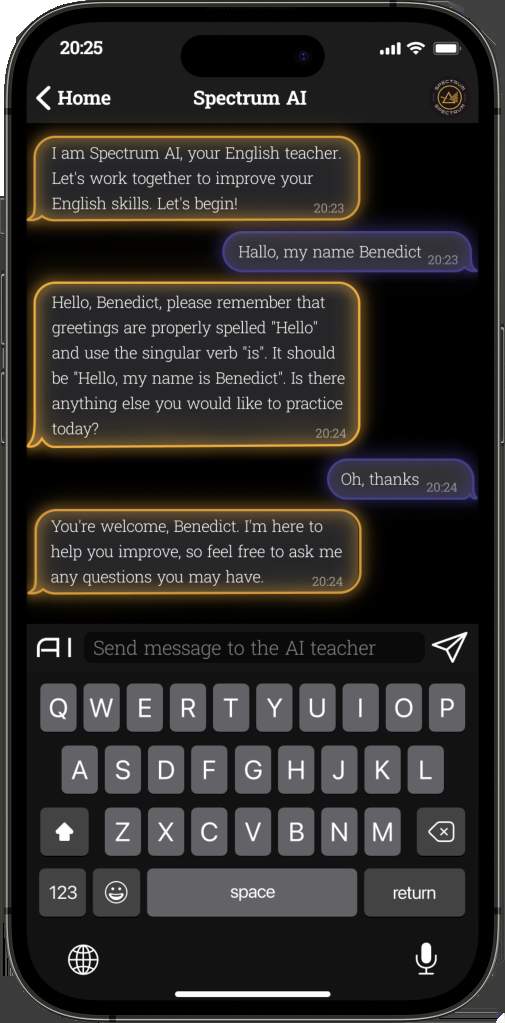 20:25
Home
Spectrum AI
SPECTRUM
SPECTRUM
I am Spectrum AI, your English teacher.
Let's work together to improve your
English skills. Let's begin!
20:23
Hallo, my name Benedict
20:23
Hello, Benedict, please remember that
greetings are properly spelled "Hello"
and use the singular verb "is". It should
be "Hello, my name is Benedict". Is there
anything else you would like to practice
today?
20:24
Oh, thanks
20:24
You're welcome, Benedict. I'm here to
help you improve, so feel free to ask me
any questions you may have.
20:24
AI
Send message to the AI teacher
Q W E R T Y U I O P
A S D F G H J K L
Z X C V B N M
123
space
return